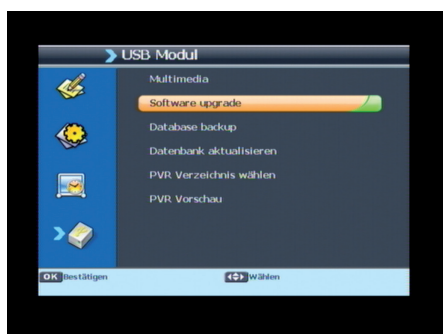 USB Modul
Multimedia
Software upgrade
Database backup
Datenbank aktualisieren
PVR Verzeichnis wählen
PVR Vorschau
OK Bestätigen
Wählen